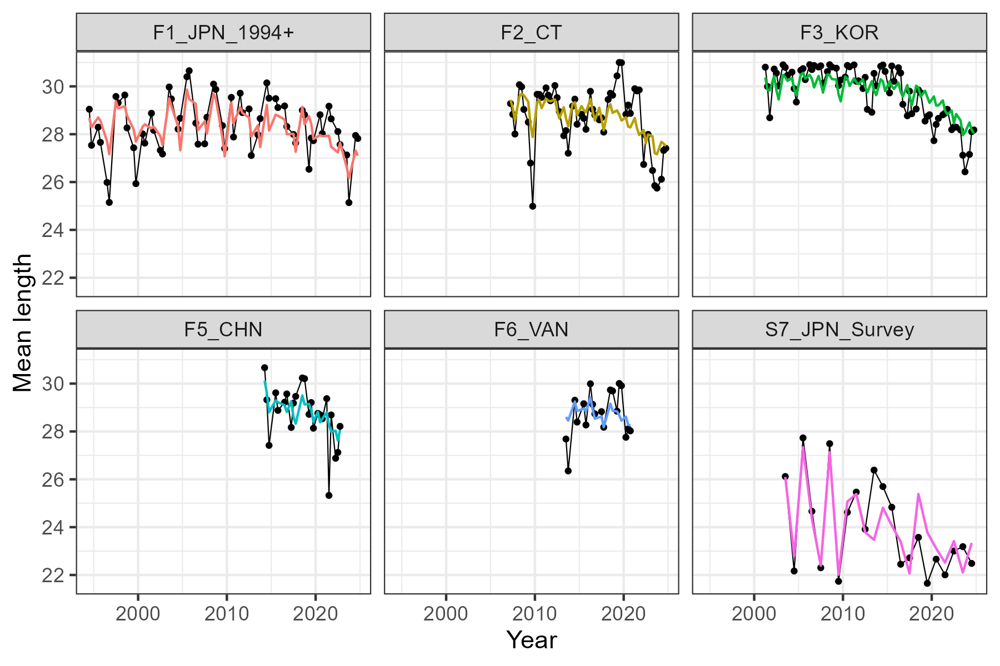 F1_JPN_1994+
F2_CT
F3_KOR
30
28
26
24
22
F5_CHN
F6_VAN
S7_JPN_Survey
30
28
26
24
22
2000 2010 2020
2000 2010 2020
2000 2010 2020
Mean length
Year